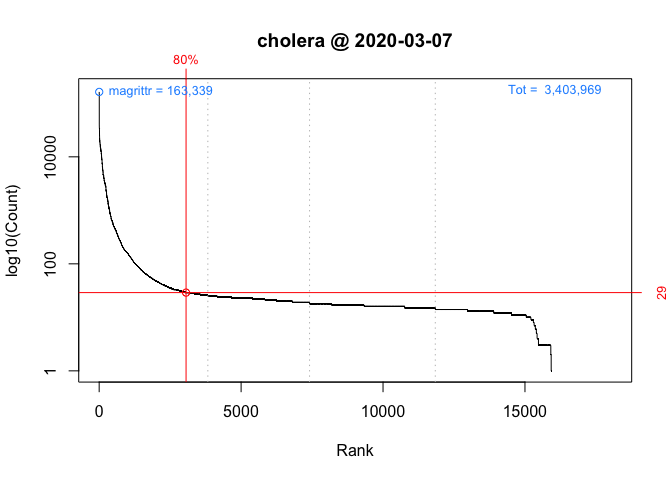 cholera @ 2020-03-07
80%
magrittr = 163,339
Tot =  3,403,969
log10(Count)
10000
100
1
29
0
5000
10000
15000
Rank